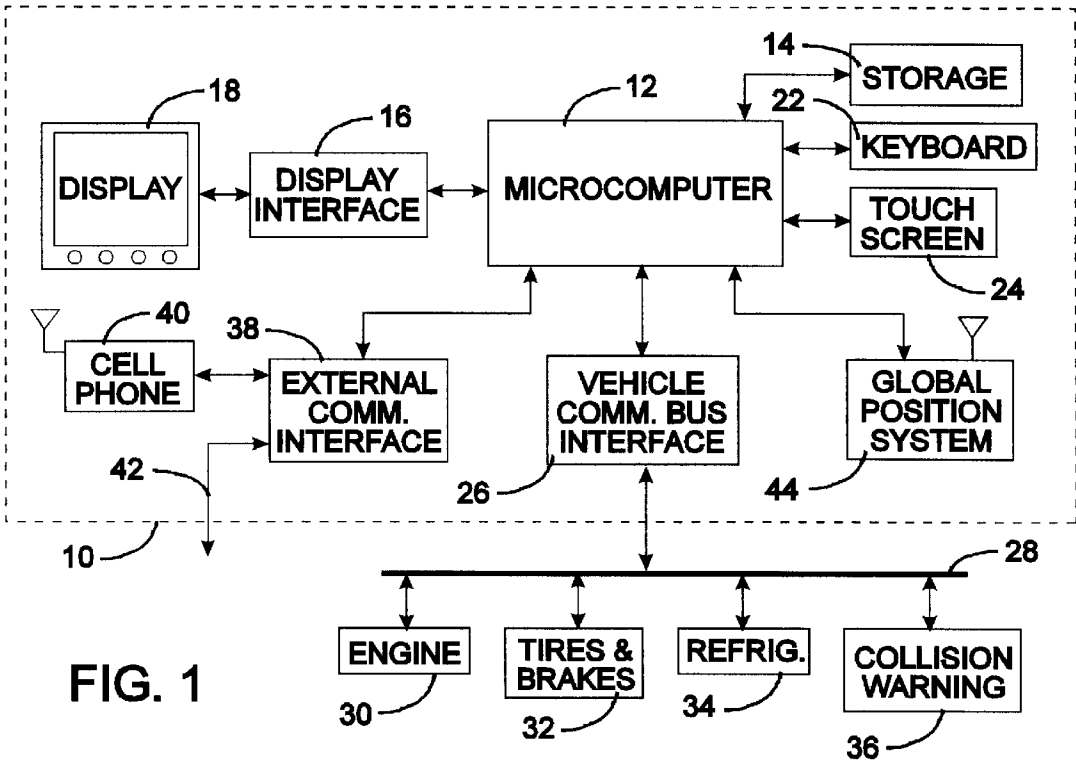 14
STORAGE
18
12
22
16
KEYBOARD
DISPLAY
DISPLAY
INTERFACE
MICROCOMPUTER
TOUCH
SCREEN
24
40
38
CELL
PHONE
EXTERNAL
COMM.
INTERFACE
VEHICLE
COMM. BUS
INTERFACE
GLOBAL
POSITION
SYSTEM
42
26
44
10
28
ENGINE
TIRES &
BRAKES
REFRIG.
COLLISION
WARNING
FIG. 1
30
32
34
36